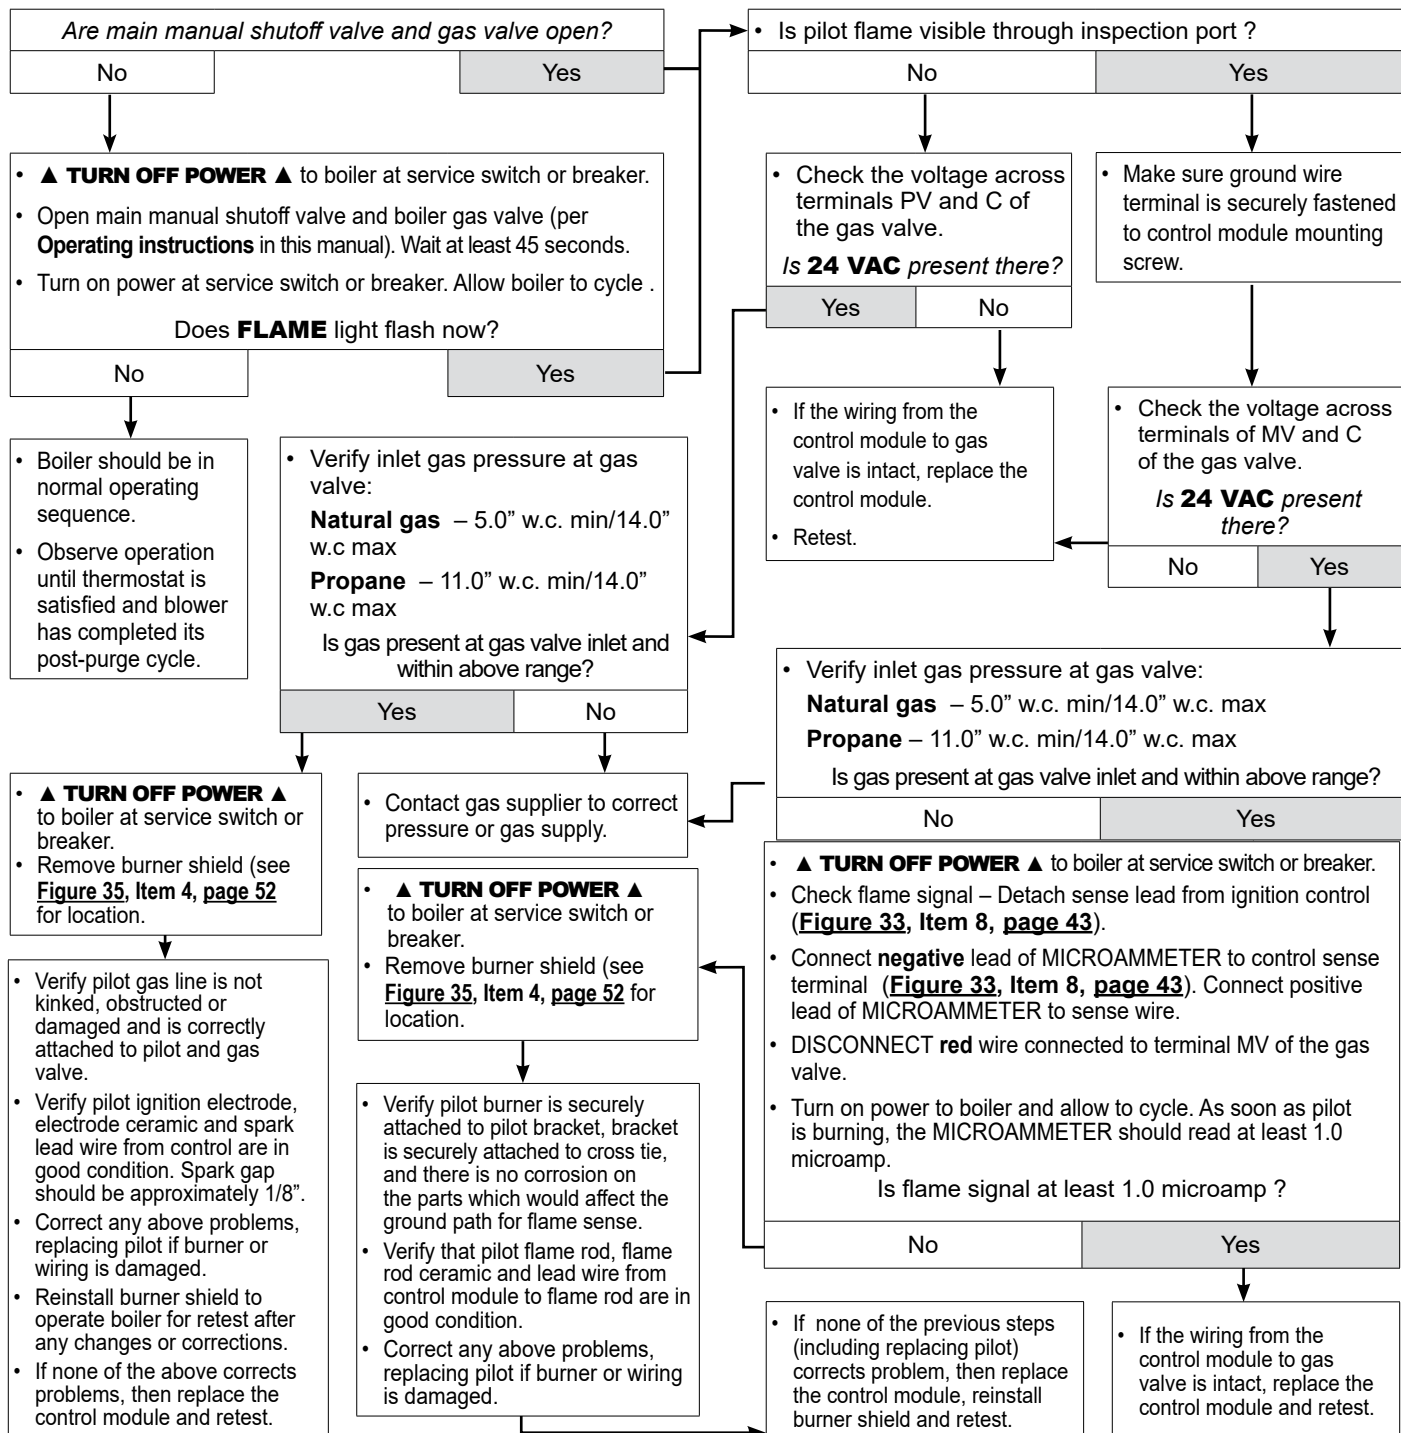 Are main manual shutoff valve and gas valve open?
No
Yes
• Is pilot flame visible through inspection port ?
No
Yes
• ▲ TURN OFF POWER ▲ to boiler at service switch or breaker.
• Open main manual shutoff valve and boiler gas valve (per
Operating instructions in this manual). Wait at least 45 seconds.
• Turn on power at service switch or breaker. Allow boiler to cycle .
Does FLAME light flash now?
No
Yes
• Check the voltage across
terminals PV and C of
the gas valve.
Is 24 VAC present there?
Yes
No
• Make sure ground wire
terminal is securely fastened
to control module mounting
screw.
• Boiler should be in
normal operating
sequence.
• Observe operation
until thermostat is
satisfied and blower
has completed its
post-purge cycle.
• Verify inlet gas pressure at gas
valve:
Natural gas – 5.0” w.c. min/14.0”
w.c max
Propane – 11.0” w.c. min/14.0”
w.c max
Is gas present at gas valve inlet and
within above range?
Yes
No
• If the wiring from the
control module to gas
valve is intact, replace the
control module.
• Retest.
• Check the voltage across
terminals of MV and C
of the gas valve.
Is 24 VAC present
there?
No
Yes
• Verify inlet gas pressure at gas valve:
Natural gas – 5.0” w.c. min/14.0” w.c. max
Propane – 11.0” w.c. min/14.0” w.c. max
Is gas present at gas valve inlet and within above range?
No
Yes
• ▲ TURN OFF POWER ▲
to boiler at service switch or
breaker.
• Remove burner shield (see
Figure 35, Item 4, page 52
for location.
• Contact gas supplier to correct
pressure or gas supply.
• ▲ TURN OFF POWER ▲
to boiler at service switch or
breaker.
• Remove burner shield (see
Figure 35, Item 4, page 52 for
location.
• ▲ TURN OFF POWER ▲ to boiler at service switch or breaker.
• Check flame signal – Detach sense lead from ignition control
(Figure 33, Item 8, page 43).
• Connect negative lead of MICROAMMETER to control sense
terminal (Figure 33, Item 8, page 43). Connect positive
lead of MICROAMMETER to sense wire.
• DISCONNECT red wire connected to terminal MV of the gas
valve.
• Turn on power to boiler and allow to cycle. As soon as pilot
is burning, the MICROAMMETER should read at least 1.0
microamp.
Is flame signal at least 1.0 microamp ?
No
Yes
• Verify pilot gas line is not
kinked, obstructed or
damaged and is correctly
attached to pilot and gas
valve.
• Verify pilot ignition electrode,
electrode ceramic and spark
lead wire from control are in
good condition. Spark gap
should be approximately 1/8”.
• Correct any above problems,
replacing pilot if burner or
wiring is damaged.
• Reinstall burner shield to
operate boiler for retest after
any changes or corrections.
• If none of the above corrects
problems, then replace the
control module and retest.
• Verify pilot burner is securely
attached to pilot bracket, bracket
is securely attached to cross tie,
and there is no corrosion on
the parts which would affect the
ground path for flame sense.
• Verify that pilot flame rod, flame
rod ceramic and lead wire from
control module to flame rod are in
good condition.
• Correct any above problems,
replacing pilot if burner or wiring
is damaged.
• If none of the previous steps
(including replacing pilot)
corrects problem, then replace
the control module, reinstall
burner shield and retest.
• If the wiring from the
control module to gas
valve is intact, replace the
control module and retest.